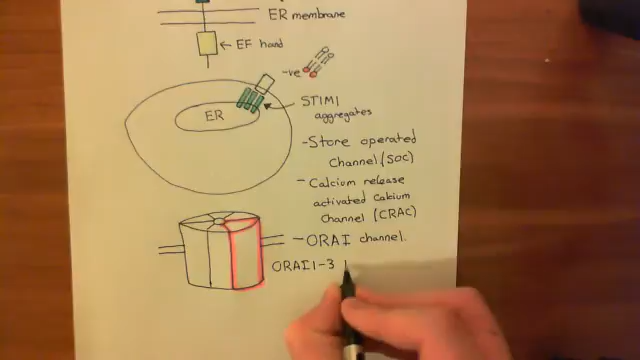 ER membrane
EF hand
-ve
ER
STIM1
aggregates
-Store operated
Channel (SOC)
- Calcium release
activated calcium
Channel (CRAC)
- ORAI channel.
ORAI1-3